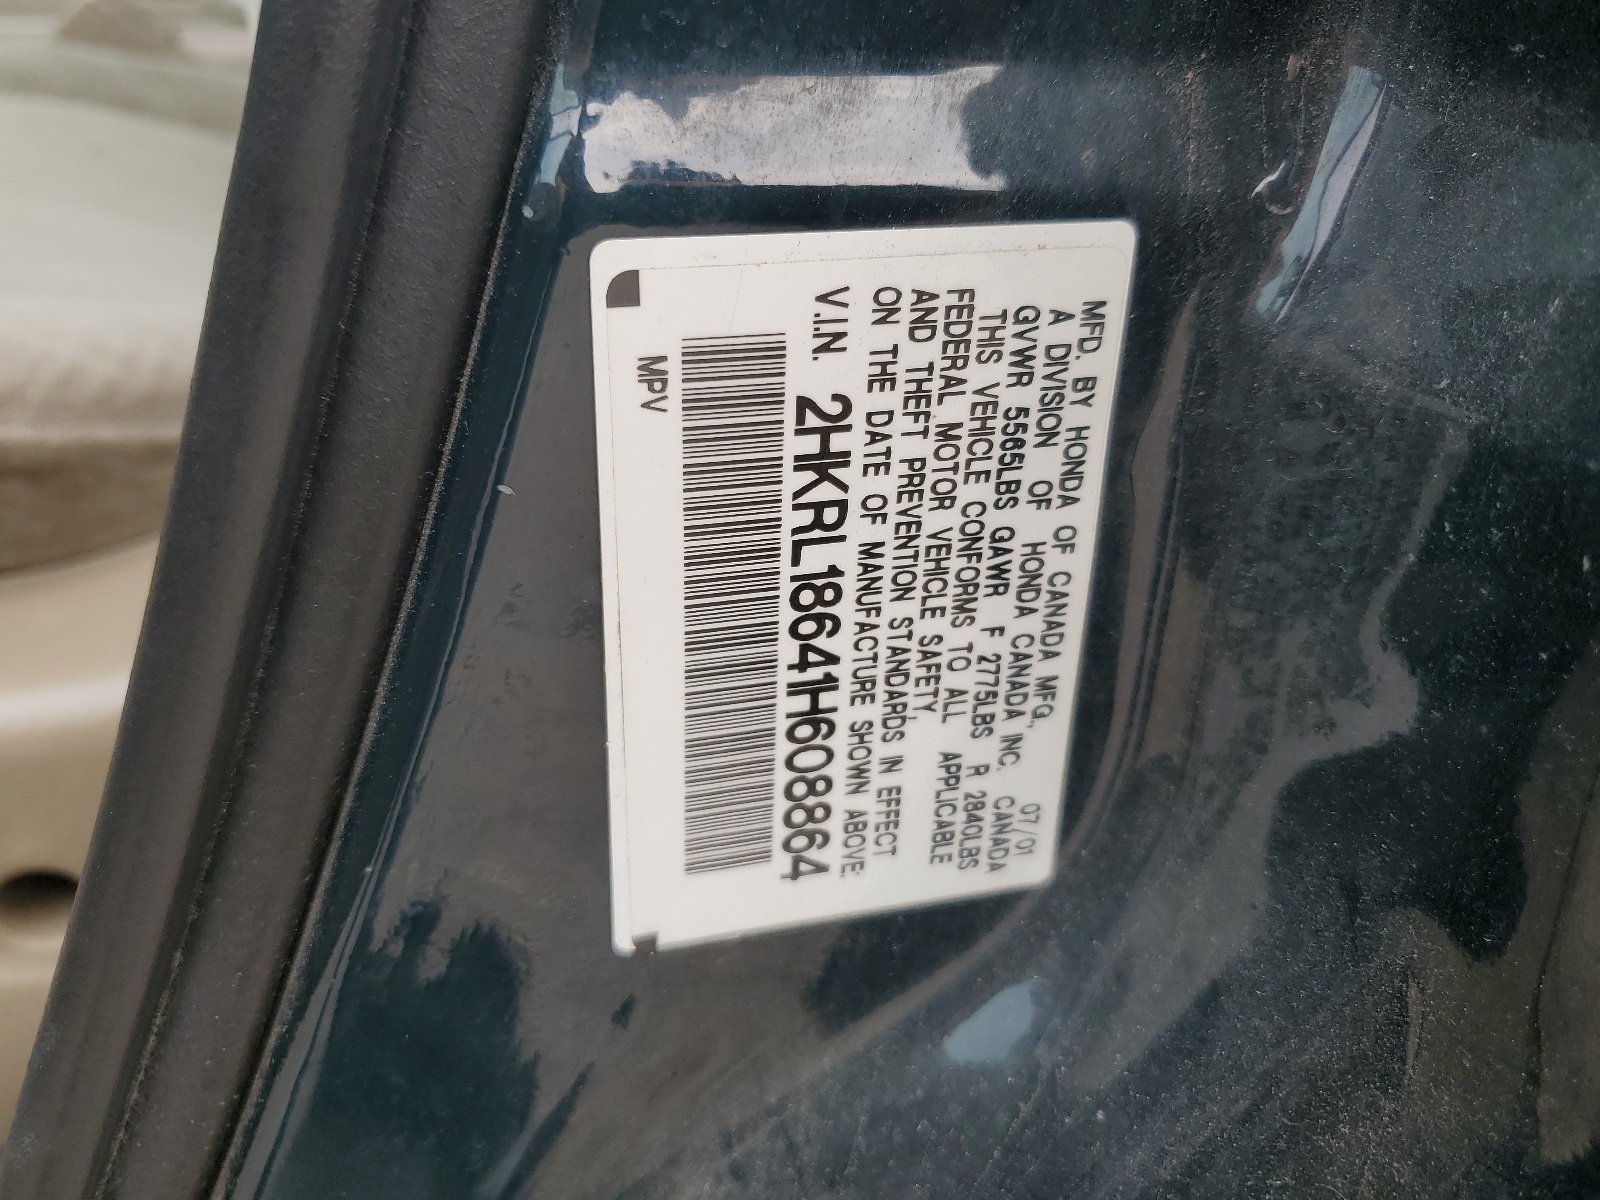 MFD. BY HONDA OF CANADA MFG., 07/01
A DIVISION OF HONDA CANADA INC. CANADA
GVWR 5565LBS GAWR F 2775LBS R 2840LBS
THIS VEHICLE CONFORMS TO ALL APPLICABLE
FEDERAL MOTOR VEHICLE SAFETY
AND THEFT PREVENTION STANDARDS IN EFFECT
ON THE DATE OF MANUFACTURE SHOWN ABOVE:
V.I.N. 2HKRL18641H608864
MPV